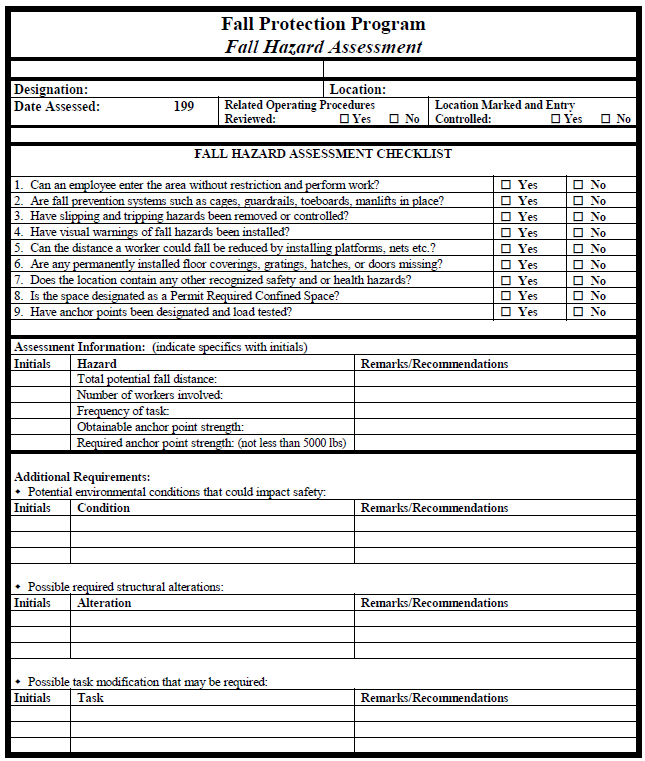 Fall Protection Program
Fall Hazard Assessment
Designation: Location:
Date Assessed: 199 Related Operating Procedures Location Marked and Entry
Reviewed: ☐ Yes ☐ No Controlled: ☐ Yes ☐ No
FALL HAZARD ASSESSMENT CHECKLIST
1. Can an employee enter the area without restriction and perform work? ☐ Yes ☐ No
2. Are fall prevention systems such as cages, guardrails, toeboards, manlifts in place? ☐ Yes ☐ No
3. Have slipping and tripping hazards been removed or controlled? ☐ Yes ☐ No
4. Have visual warnings of fall hazards been installed? ☐ Yes ☐ No
5. Can the distance a worker could fall be reduced by installing platforms, nets etc.? ☐ Yes ☐ No
6. Are any permanently installed floor coverings, gratings, hatches, or doors missing? ☐ Yes ☐ No
7. Does the location contain any other recognized safety and or health hazards? ☐ Yes ☐ No
8. Is the space designated as a Permit Required Confined Space? ☐ Yes ☐ No
9. Have anchor points been designated and load tested? ☐ Yes ☐ No
Assessment Information: (indicate specifics with initials)
Initials Hazard Remarks/Recommendations
Total potential fall distance:
Number of workers involved:
Frequency of task:
Obtainable anchor point strength:
Required anchor point strength: (not less than 5000 lbs)
Additional Requirements:
• Potential environmental conditions that could impact safety:
Initials Condition Remarks/Recommendations
• Possible required structural alterations:
Initials Alteration Remarks/Recommendations
• Possible task modification that may be required:
Initials Task Remarks/Recommendations